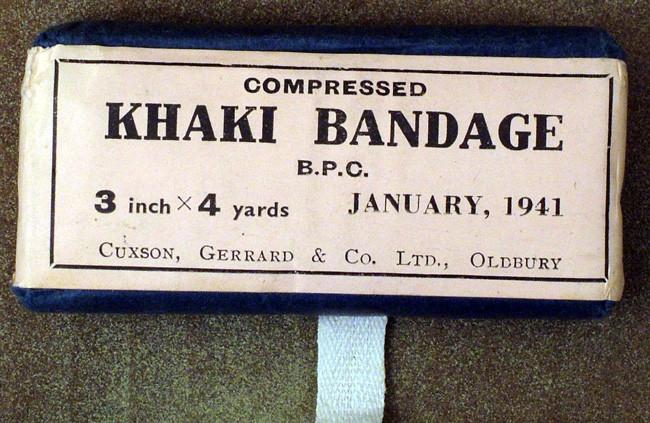 COMPRESSED
KHAKI BANDAGE
B.P.C.
3 inch × 4 yards JANUARY, 1941
CUXSON, GERRARD & CO. LTD., OLDBURY